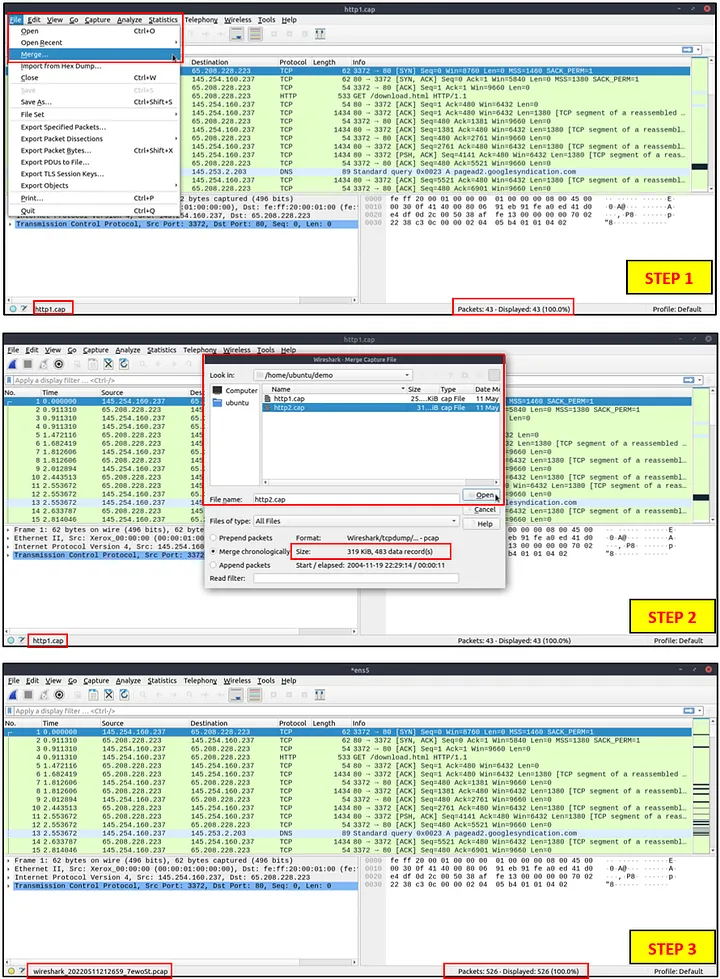 http1.cap
File Edit View Go Capture Analyze Statistics Telephony Wireless Tools Help
Open Ctrl+O
Open Recent
Merge...
Import from Hex Dump...
Close Ctrl+W
Save Ctrl+S
Save As... Ctrl+Shift+S
File Set
Export Specified Packets...
Export Packet Dissections
Export Packet Bytes... Ctrl+Shift+X
Export PDUs to File...
Export TLS Session Keys...
Export Objects
Print... Ctrl+P
Quit Ctrl+Q
Destination Protocol Length Info
65.208.228.223 TCP 62 3372 → 80 [SYN] Seq=0 Win=8760 Len=0 MSS=1460 SACK_PERM=1
145.254.160.237 TCP 62 80 → 3372 [SYN, ACK] Seq=0 Ack=1 Win=5840 Len=0 MSS=1380 SACK_PERM=1
65.208.228.223 TCP 54 3372 → 80 [ACK] Seq=1 Ack=1 Win=9660 Len=0
65.208.228.223 HTTP 533 GET /download.html HTTP/1.1
145.254.160.237 TCP 54 80 → 3372 [ACK] Seq=1 Ack=480 Win=6432 Len=0
145.254.160.237 TCP 1434 80 → 3372 [ACK] Seq=1 Ack=480 Win=6432 Len=1380 [TCP segment of a reassembl…
65.208.228.223 TCP 54 3372 → 80 [ACK] Seq=480 Ack=1381 Win=9660 Len=0
145.254.160.237 TCP 1434 80 → 3372 [ACK] Seq=1381 Ack=480 Win=6432 Len=1380 [TCP segment of a reassembl…
65.208.228.223 TCP 54 3372 → 80 [ACK] Seq=480 Ack=2761 Win=9660 Len=0
145.254.160.237 TCP 1434 80 → 3372 [ACK] Seq=2761 Ack=480 Win=6432 Len=1380 [TCP segment of a reassembl…
145.254.160.237 TCP 1434 80 → 3372 [PSH, ACK] Seq=4141 Ack=480 Win=6432 Len=1380 [TCP segment of a reassembl…
65.208.228.223 TCP 54 3372 → 80 [ACK] Seq=480 Ack=5521 Win=9660 Len=0
145.253.2.203 DNS 89 Standard query 0x0023 A pagead2.googlesyndication.com
145.254.160.237 TCP 1434 80 → 3372 [ACK] Seq=5521 Ack=480 Win=6432 Len=1380 [TCP segment of a reassembl…
65.208.228.223 TCP 54 3372 → 80 [ACK] Seq=480 Ack=6901 Win=9660 Len=0
2 bytes captured (496 bits)
Transmission Control Protocol, Src Port: 3372, Dst Port: 80, Seq: 0, Len: 0
0000 fe ff 20 00 01 00 00 00 01 00 00 00 08 00 45 00
0010 00 30 0f 41 40 00 80 06 91 eb 91 fe a0 ed 41 d0
0020 e4 df 0d 2c 00 50 38 af fe 13 00 00 00 00 70 02
0030 22 38 c3 0c 00 00 02 04 05 b4 01 01 04 02
STEP 1
http1.cap Packets: 43 · Displayed: 43 (100.0%) Profile: Default
http1.cap
File Edit View Go Capture Analyze Statistics Telephony Wireless Tools Help
Apply a display filter ... <Ctrl-/>
No. Time Source
1 0.000000 145.254.160.237
2 0.911310 65.208.228.223
3 0.911310 145.254.160.237
4 0.911310 145.254.160.237
5 1.472116 65.208.228.223
6 1.682419 65.208.228.223
7 1.812606 145.254.160.237
8 1.812606 65.208.228.223
9 2.012894 145.254.160.237
10 2.443513 65.208.228.223
11 2.553672 65.208.228.223
12 2.553672 145.254.160.237
13 2.553672 145.254.160.237
14 2.633787 65.208.228.223
15 2.814046 145.254.160.237
Wireshark · Merge Capture File
Look in: /home/ubuntu/demo
Computer
ubuntu
Name Size Type Date M
http1.cap 25....KiB cap File 11 May
http2.cap 31...iB cap File 11 May
File name: http2.cap Open
Cancel
Files of type: All Files Help
Prepend packets Format: Wireshark/tcpdump/... - pcap
Merge chronologically Size: 319 KiB, 483 data record(s)
Append packets Start / elapsed: 2004-11-19 22:29:14 / 00:00:11
Read filter:
Frame 1: 62 bytes on wire (496 bits), 62 bytes
Ethernet II, Src: Xerox_00:00:00
Internet Protocol Version 4
Transmission Control Protocol
STEP 2
http1.cap Packets: 43 · Displayed: 43 (100.0%) Profile: Default
*ens5
File Edit View Go Capture Analyze Statistics Telephony Wireless Tools Help
Apply a display filter ... <Ctrl-/>
No. Time Source Destination Protocol Length Info
1 0.000000 145.254.160.237 65.208.228.223 TCP 62 3372 → 80 [SYN] Seq=0 Win=8760 Len=0 MSS=1460 SACK_PERM=1
2 0.911310 65.208.228.223 145.254.160.237 TCP 62 80 → 3372 [SYN, ACK] Seq=0 Ack=1 Win=5840 Len=0 MSS=1380 SACK_PERM=1
3 0.911310 145.254.160.237 65.208.228.223 TCP 54 3372 → 80 [ACK] Seq=1 Ack=1 Win=9660 Len=0
4 0.911310 145.254.160.237 65.208.228.223 HTTP 533 GET /download.html HTTP/1.1
5 1.472116 65.208.228.223 145.254.160.237 TCP 54 80 → 3372 [ACK] Seq=1 Ack=480 Win=6432 Len=0
6 1.682419 65.208.228.223 145.254.160.237 TCP 1434 80 → 3372 [ACK] Seq=1 Ack=480 Win=6432 Len=1380 [TCP segment of a reassembl…
7 1.812606 145.254.160.237 65.208.228.223 TCP 54 3372 → 80 [ACK] Seq=480 Ack=1381 Win=9660 Len=0
8 1.812606 65.208.228.223 145.254.160.237 TCP 1434 80 → 3372 [ACK] Seq=1381 Ack=480 Win=6432 Len=1380 [TCP segment of a reassembl…
9 2.012894 145.254.160.237 65.208.228.223 TCP 54 3372 → 80 [ACK] Seq=480 Ack=2761 Win=9660 Len=0
10 2.443513 65.208.228.223 145.254.160.237 TCP 1434 80 → 3372 [ACK] Seq=2761 Ack=480 Win=6432 Len=1380 [TCP segment of a reassembl…
11 2.553672 65.208.228.223 145.254.160.237 TCP 1434 80 → 3372 [PSH, ACK] Seq=4141 Ack=480 Win=6432 Len=1380 [TCP segment of a reassembl…
12 2.553672 145.254.160.237 65.208.228.223 TCP 54 3372 → 80 [ACK] Seq=480 Ack=5521 Win=9660 Len=0
13 2.553672 145.254.160.237 145.253.2.203 DNS 89 Standard query 0x0023 A pagead2.googlesyndication.com
14 2.633787 65.208.228.223 145.254.160.237 TCP 1434 80 → 3372 [ACK] Seq=5521 Ack=480 Win=6432 Len=1380 [TCP segment of a reassembl…
15 2.814046 145.254.160.237 65.208.228.223 TCP 54 3372 → 80 [ACK] Seq=480 Ack=6901 Win=9660 Len=0
Frame 1: 62 bytes on wire (496 bits), 62 bytes captured (496 bits)
Ethernet II, Src: Xerox_00:00:00 (00:00:01:00:00:00), Dst: fe:ff:20:00:01:00 (fe:
Internet Protocol Version 4, Src: 145.254.160.237, Dst: 65.208.228.223
Transmission Control Protocol, Src Port: 3372, Dst Port: 80, Seq: 0, Len: 0
0000 fe ff 20 00 01 00 00 00 01 00 00 00 08 00 45 00
0010 00 30 0f 41 40 00 80 06 91 eb 91 fe a0 ed 41 d0
0020 e4 df 0d 2c 00 50 38 af fe 13 00 00 00 00 70 02
0030 22 38 c3 0c 00 00 02 04 05 b4 01 01 04 02
STEP 3
wireshark_20220511212659_7ewoSt.pcap Packets: 526 · Displayed: 526 (100.0%) Profile: Default